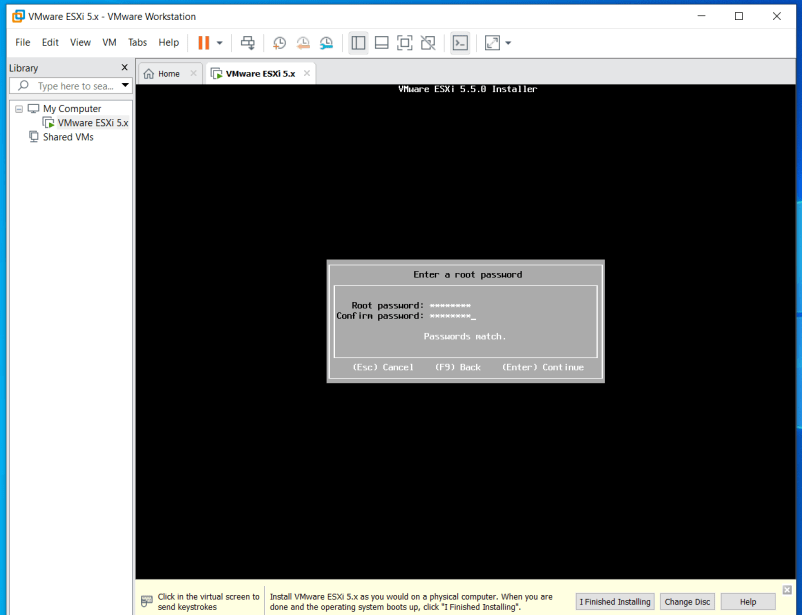 VMware ESXi 5.x - VMware Workstation
File Edit View VM Tabs Help
Library
Home
VMware ESXi 5.x
Type here to sea...
My Computer
VMware ESXi 5.x
Shared VMs
VMware ESXi 5.5.0 Installer
Enter a root password
Root password: ********
Confirm password: ********_
Passwords match.
(Esc) Cancel (F9) Back (Enter) Continue
Click in the virtual screen to
send keystrokes
Install VMware ESXi 5.x as you would on a physical computer. When you are
done and the operating system boots up, click "I Finished Installing".
I Finished Installing
Change Disc
Help